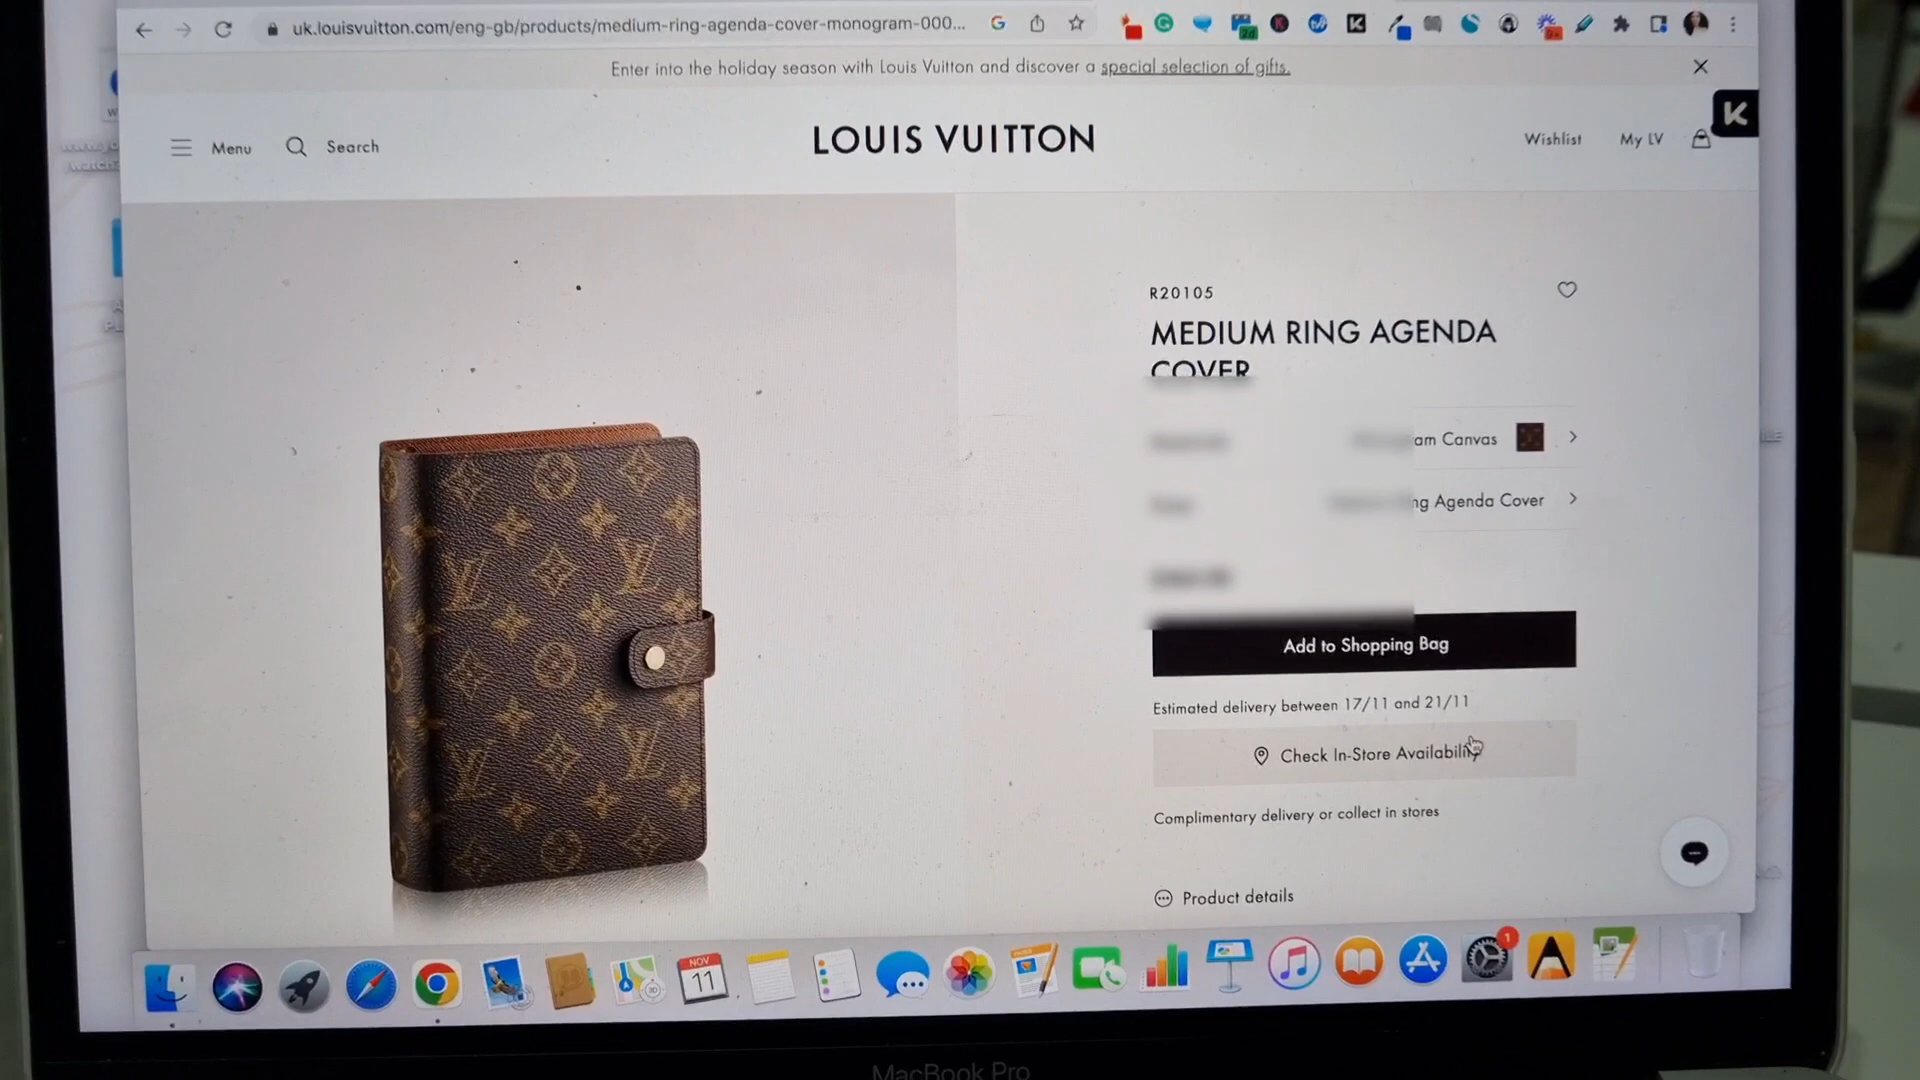 uk.louisvuitton.com/eng-gb/products/medium-ring-agenda-cover-monogram-000...
Enter into the holiday season with Louis Vuitton and discover a special selection of gifts.
Menu
Search
LOUIS VUITTON
Wishlist
My LV
K
R20105
MEDIUM RING AGENDA
COVER
am Canvas
ng Agenda Cover
Add to Shopping Bag
Estimated delivery between 17/11 and 21/11
Check In-Store Availability
Complimentary delivery or collect in stores
Product details
NOV
11
1
MacBook Pro